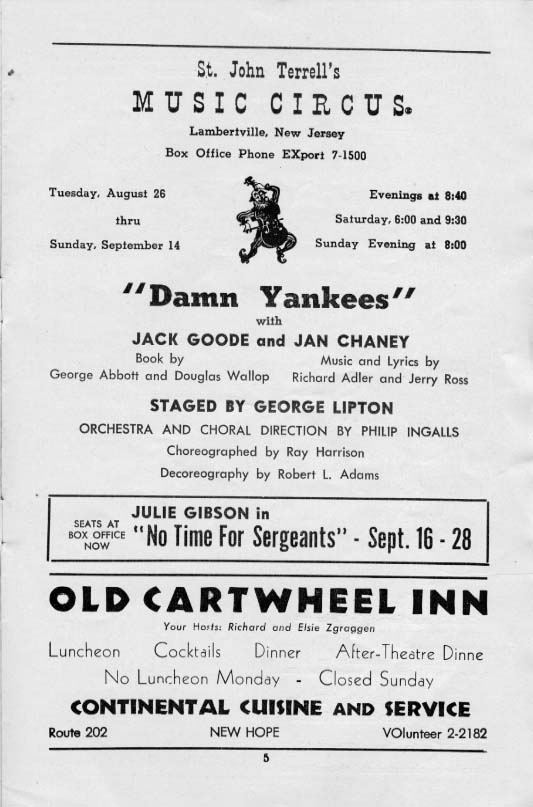 St. John Terrell's
MUSIC CIRCUS®
Lambertville, New Jersey
Box Office Phone EXport 7-1500
Tuesday, August 26
thru
Sunday, September 14
Evenings at 8:40
Saturday, 6:00 and 9:30
Sunday Evening at 8:00
"Damn Yankees"
with
JACK GOODE and JAN CHANEY
Book by
George Abbott and Douglas Wallop
Music and Lyrics by
Richard Adler and Jerry Ross
STAGED BY GEORGE LIPTON
ORCHESTRA AND CHORAL DIRECTION BY PHILIP INGALLS
Choreographed by Ray Harrison
Decoreography by Robert L. Adams
SEATS AT
BOX OFFICE
NOW
JULIE GIBSON in
"No Time For Sergeants" - Sept. 16 - 28
OLD CARTWHEEL INN
Your Hosts: Richard and Elsie Zgraggen
Luncheon Cocktails Dinner After-Theatre Dinne
No Luncheon Monday - Closed Sunday
CONTINENTAL CUISINE AND SERVICE
Route 202 NEW HOPE VOlunteer 2-2182
5